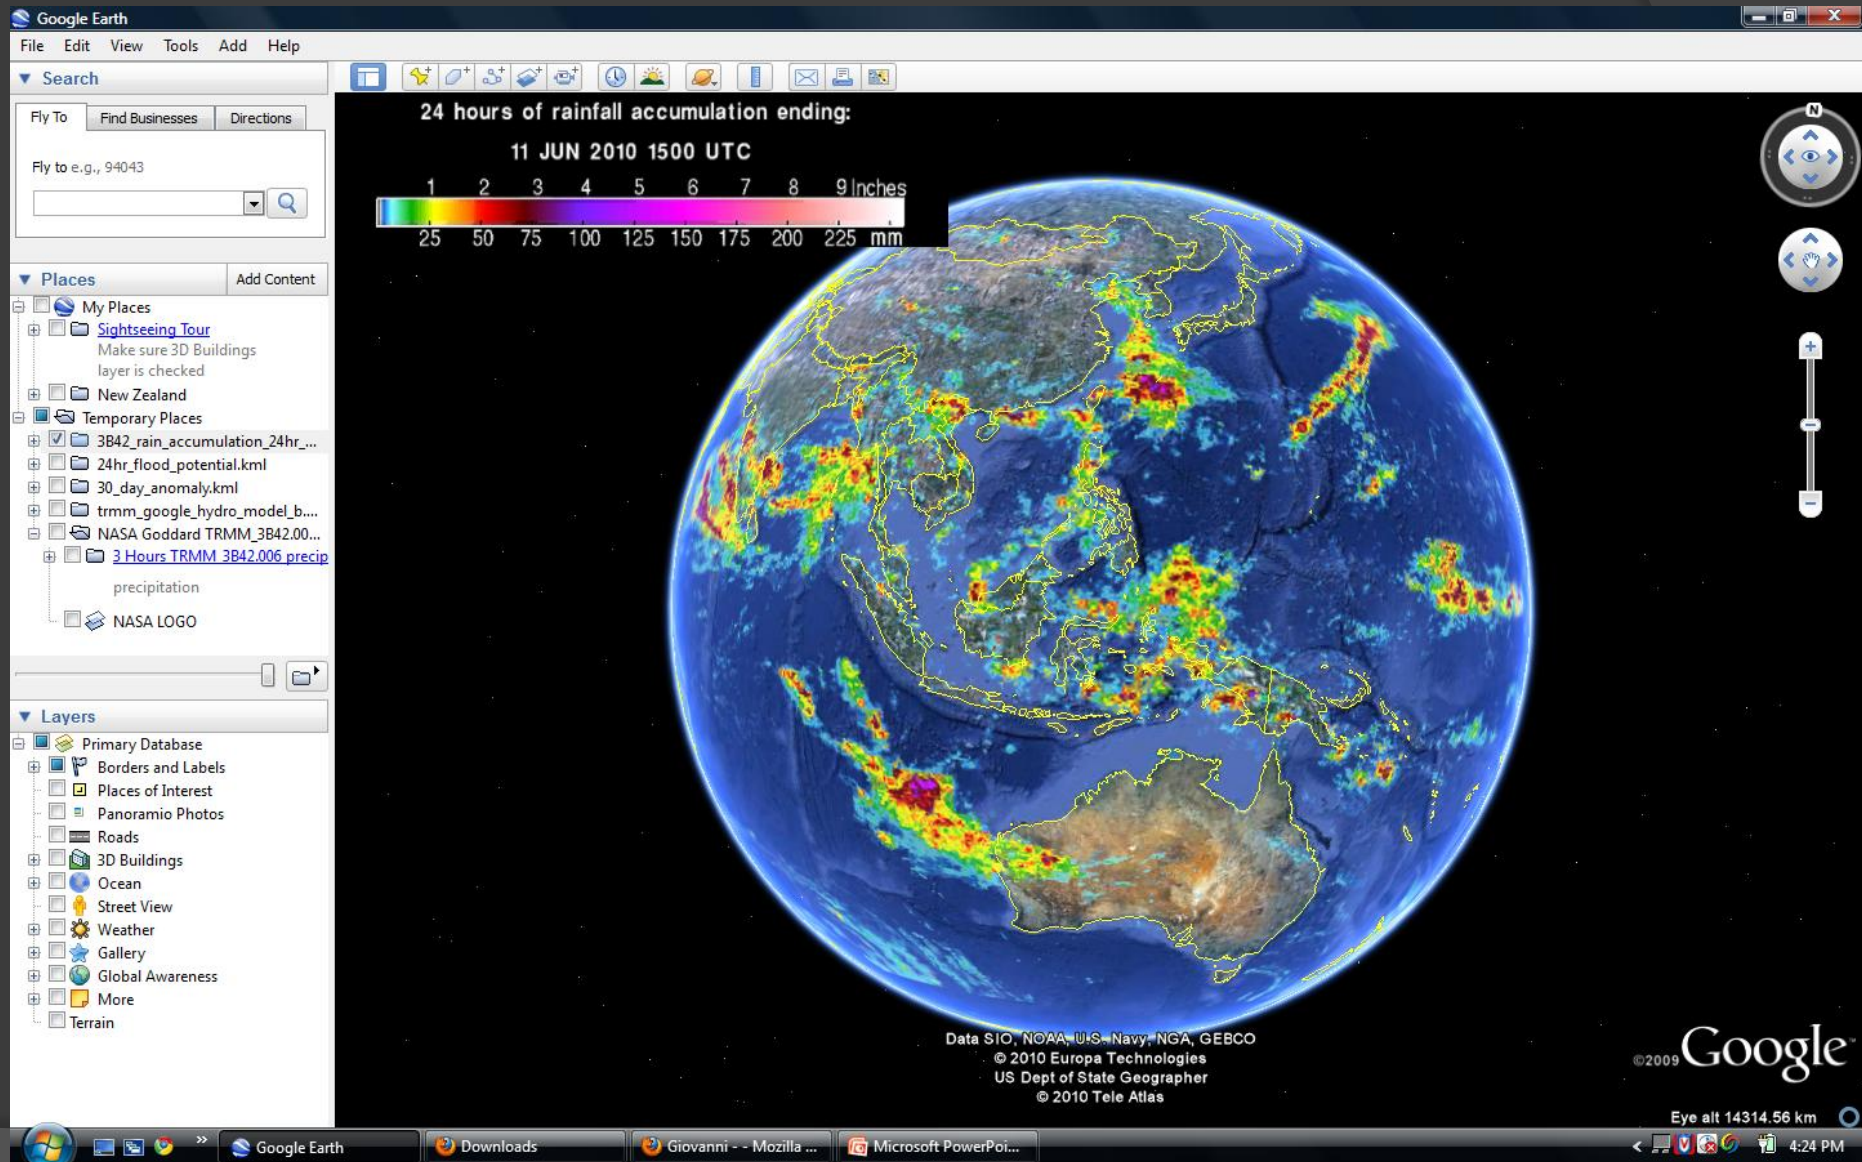 Google Earth
File Edit View Tools Add Help
Search
Fly To Find Businesses Directions
Fly to e.g., 94043
Places Add Content
My Places
Sightseeing Tour
Make sure 3D Buildings
layer is checked
New Zealand
Temporary Places
3B42_rain_accumulation_24hr_...
24hr_flood_potential.kml
30_day_anomaly.kml
trmm_google_hydro_model_b....
NASA Goddard TRMM_3B42.00...
3 Hours TRMM_3B42.006 precip
precipitation
NASA LOGO
Layers
Primary Database
Borders and Labels
Places of Interest
Panoramio Photos
Roads
3D Buildings
Ocean
Street View
Weather
Gallery
Global Awareness
More
Terrain
24 hours of rainfall accumulation ending:
11 JUN 2010 1500 UTC
1 2 3 4 5 6 7 8 9 Inches
25 50 75 100 125 150 175 200 225 mm
N
Data SIO, NOAA, U.S. Navy, NGA, GEBCO
© 2010 Europa Technologies
US Dept of State Geographer
© 2010 Tele Atlas
©2009 Google
Eye alt 14314.56 km
Google Earth Downloads Giovanni - - Mozilla ... Microsoft PowerPoi... 4:24 PM